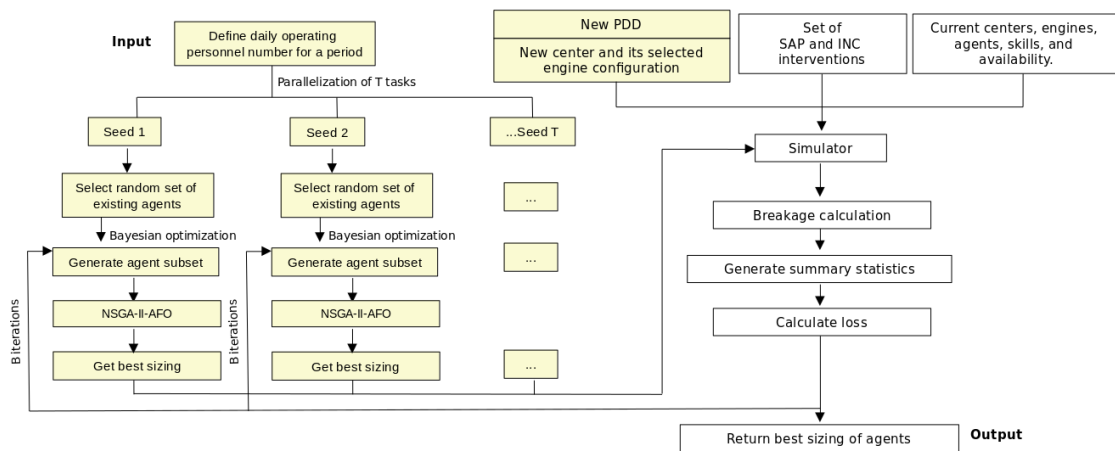 Input
Define daily operating
personnel number for a period
New PDD
New center and its selected
engine configuration
Set of
SAP and INC
interventions
Current centers, engines,
agents, skills, and
availability.
Parallelization of T tasks
Seed 1
Seed 2
...Seed T
Simulator
Select random set of
existing agents
Select random set of
existing agents
...
Breakage calculation
Bayesian optimization
Bayesian optimization
Generate agent subset
Generate agent subset
...
Generate summary statistics
B iterations
B iterations
NSGA-II-AFO
NSGA-II-AFO
Calculate loss
Get best sizing
Get best sizing
...
Return best sizing of agents
Output